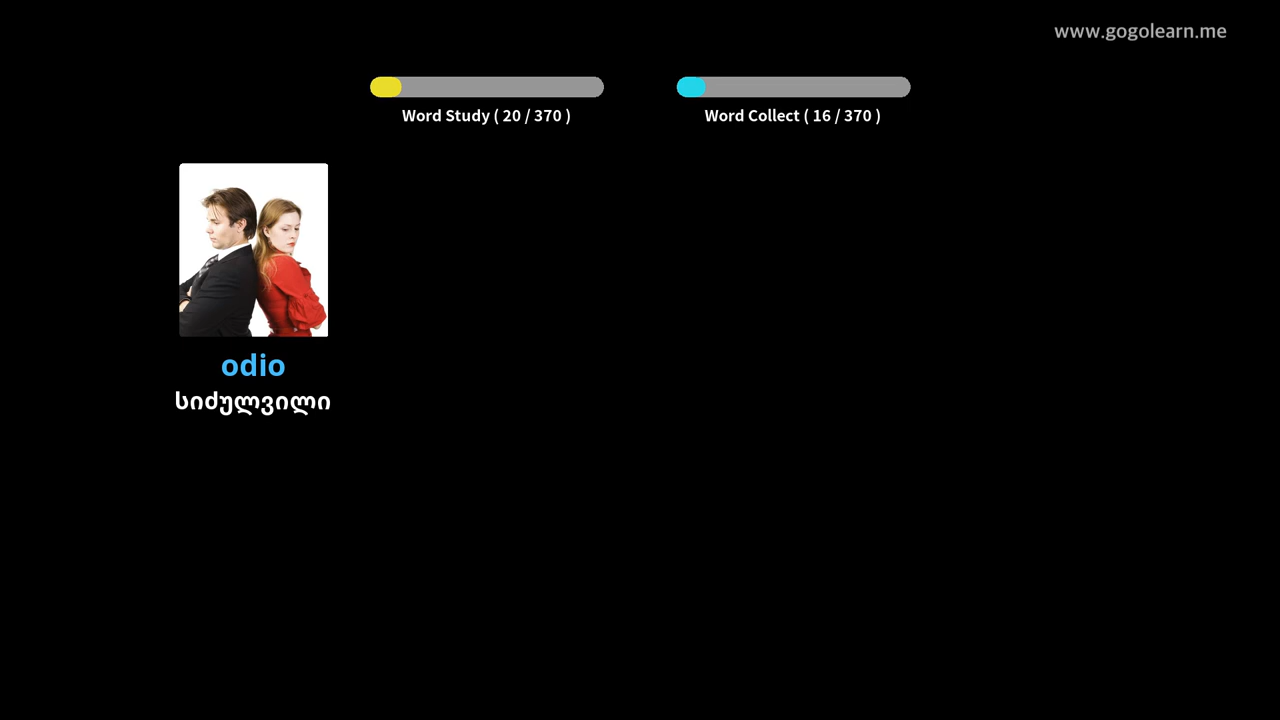 www.gogolearn.me
Word Study ( 20 / 370 )
Word Collect ( 16 / 370 )
odio
სიძულვილი